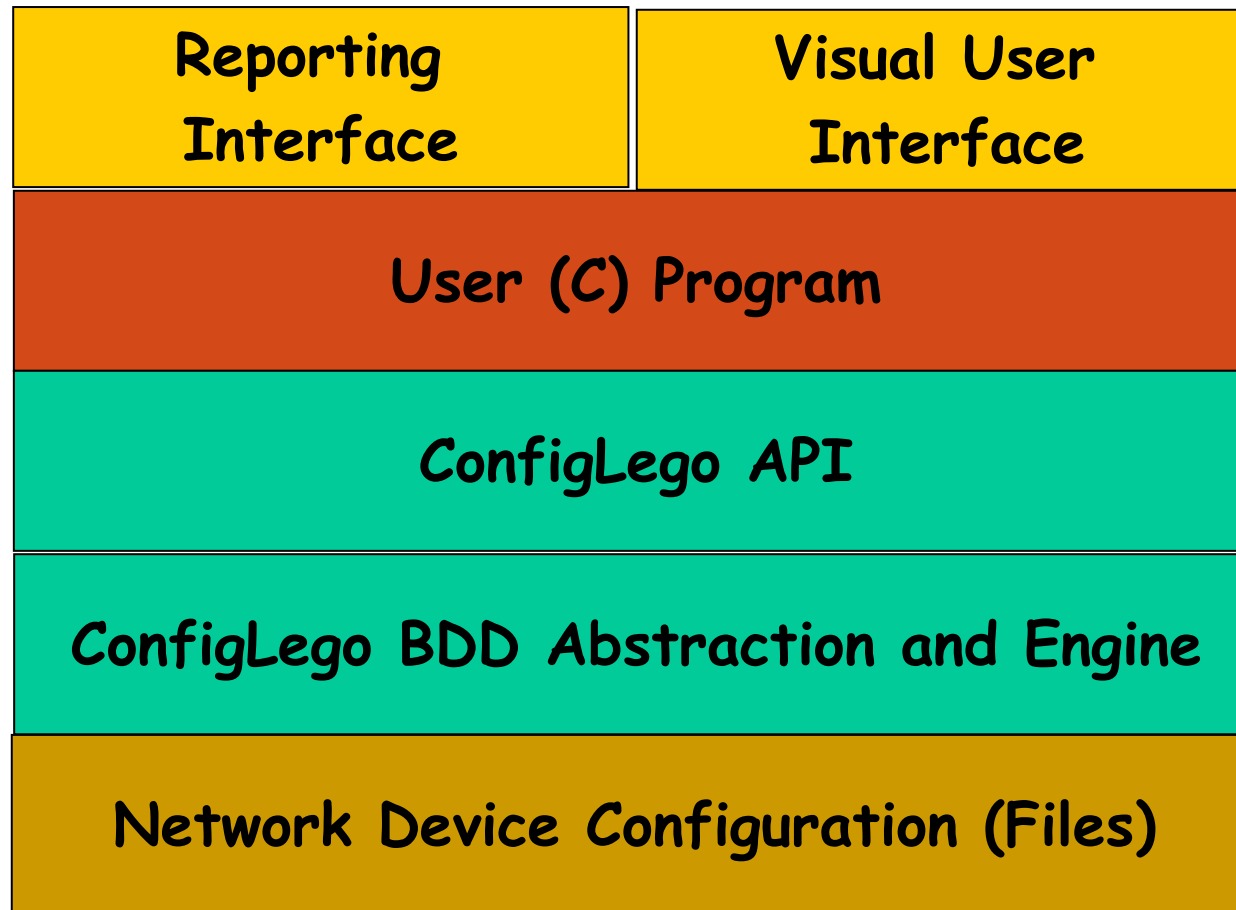 Reporting
Interface
Visual User
Interface
User (C) Program
ConfigLego API
ConfigLego BDD Abstraction and Engine
Network Device Configuration (Files)